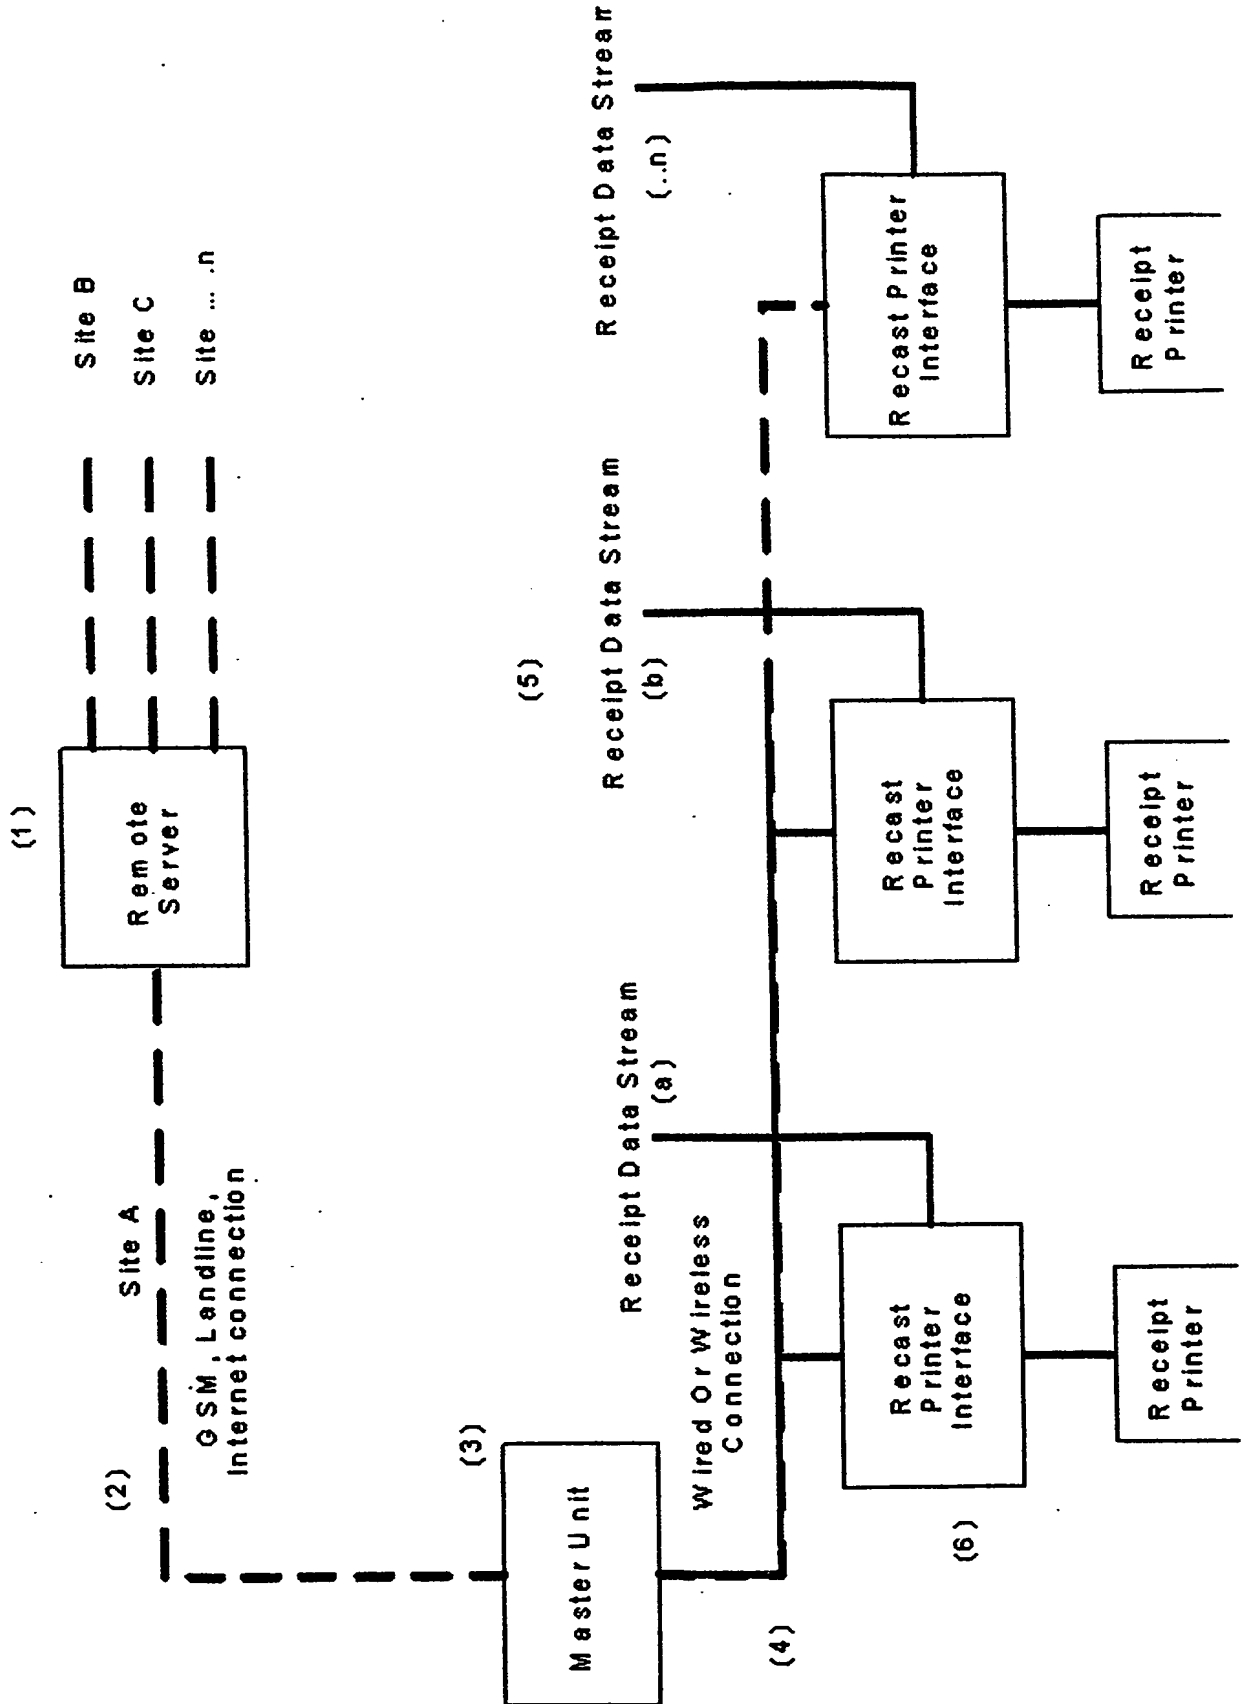 (1)
Remote
Server
Site B
Site C
Site ... .n
(2)
Site A
GSM, Landline,
Internet connection
(3)
Master Unit
(4)
Wired Or Wireless
Connection
Receipt Data Stream
(a)
(5)
Receipt Data Stream
(b)
Receipt Data Stream
(..n)
(6)
Recast
Printer
Interface
Recast
Printer
Interface
Recast Printer
Interface
Receipt
Printer
Receipt
Printer
Receipt
Printer